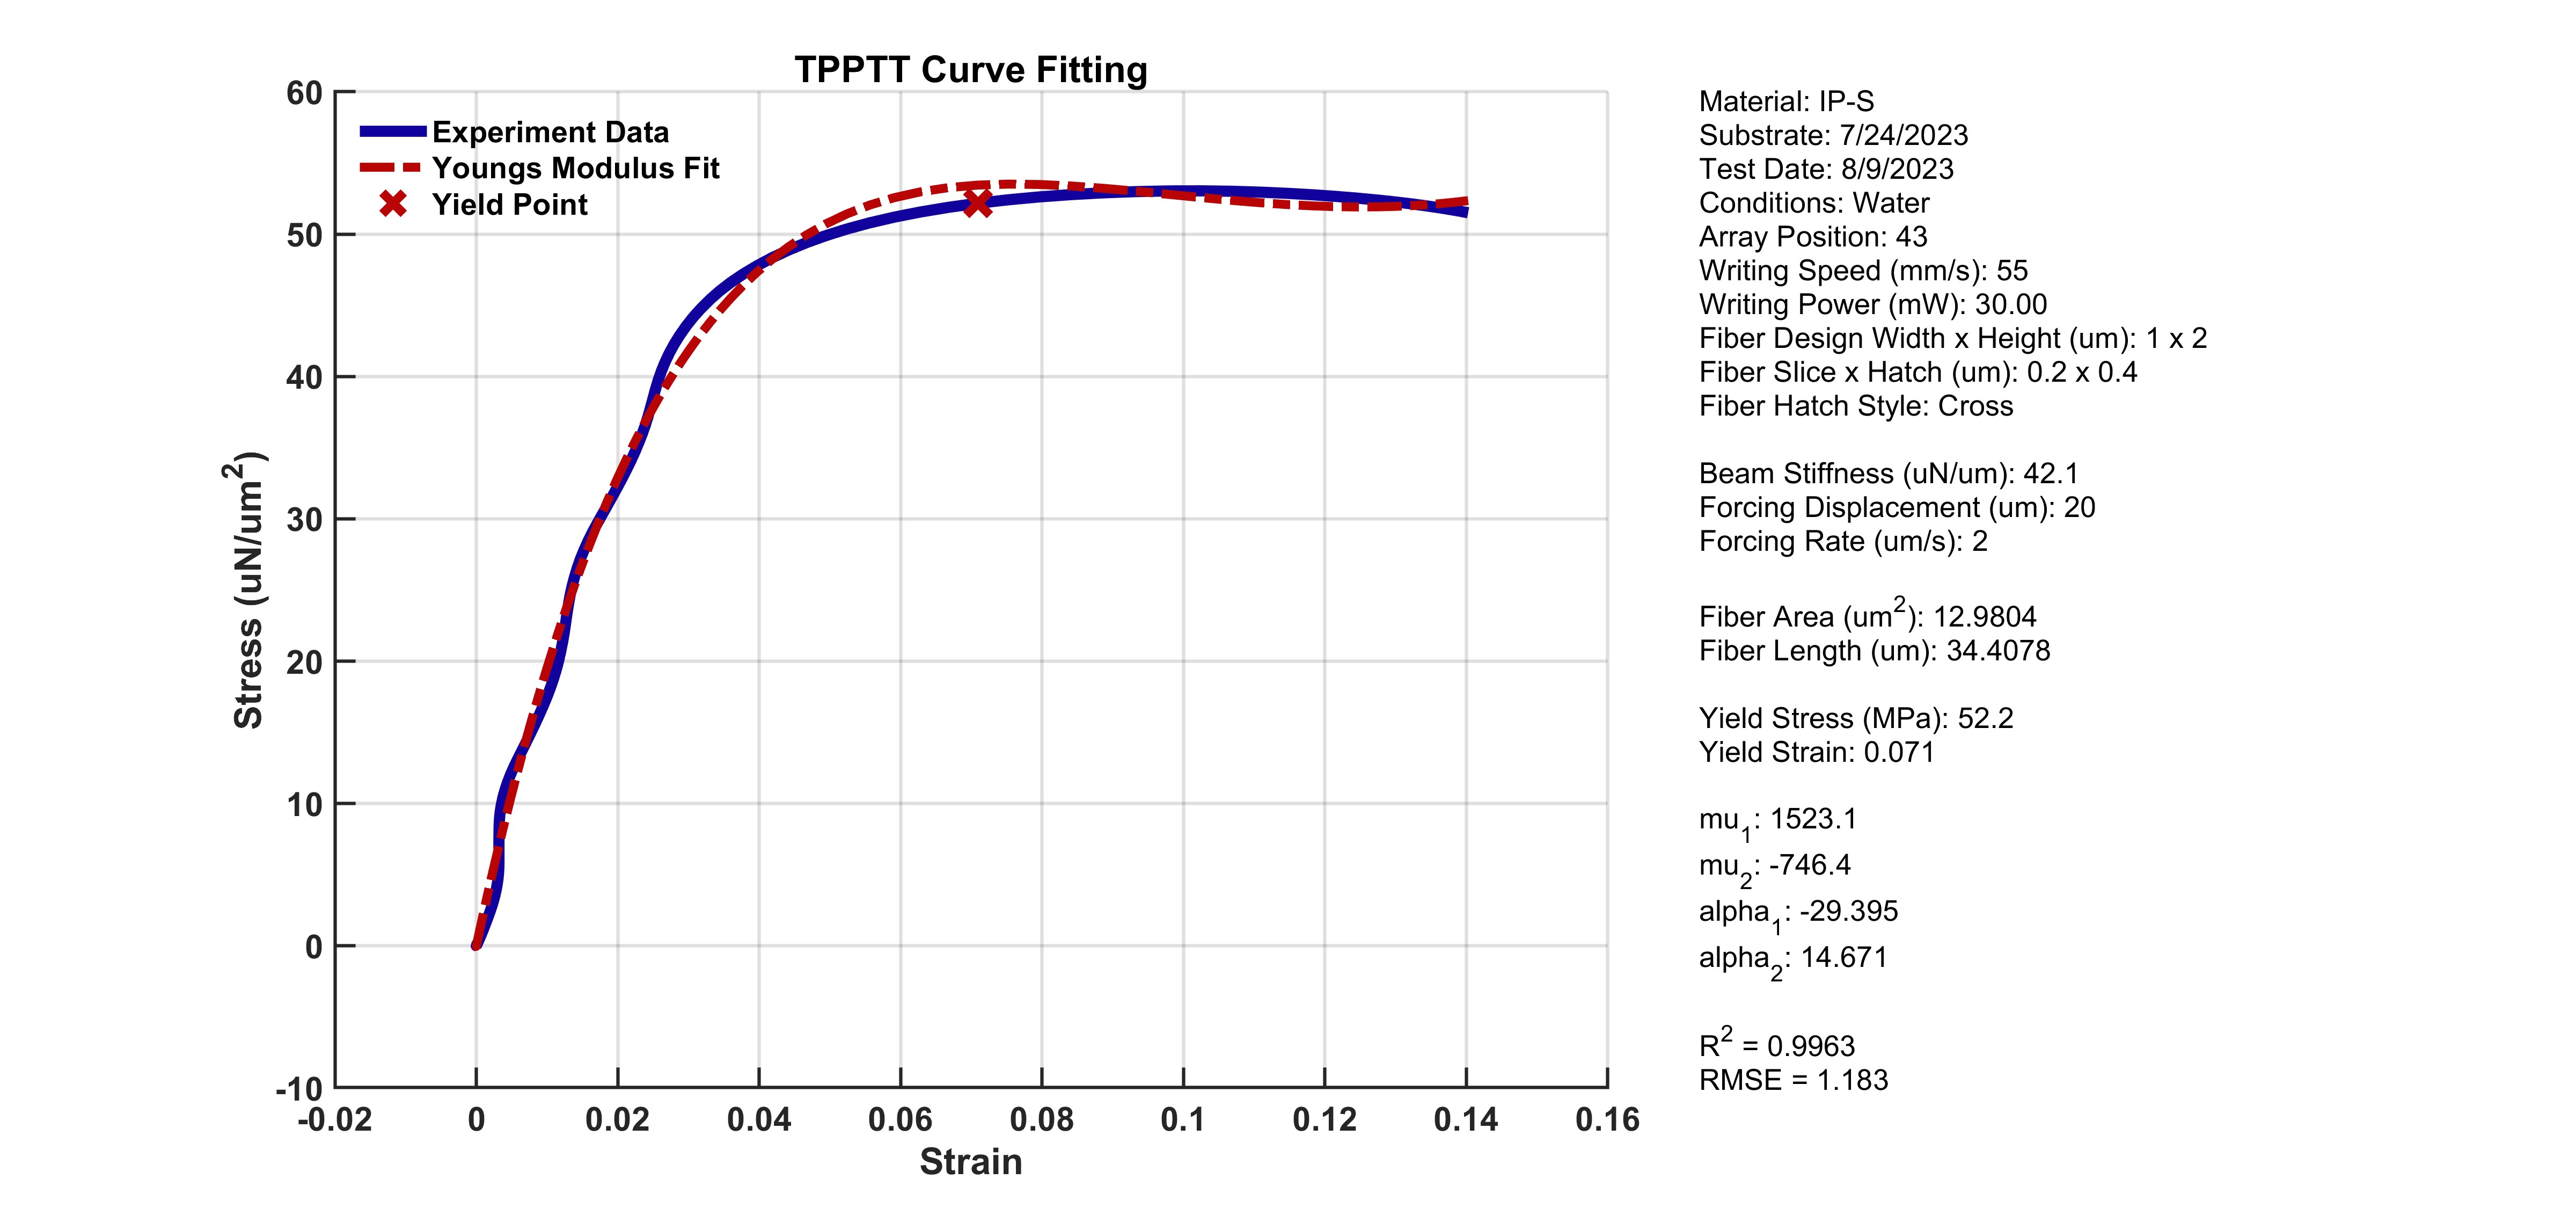 TPPTT Curve Fitting
60
50
40
30
20
10
0
-10
Stress (uN/um²)
Experiment Data
Youngs Modulus Fit
Yield Point
-0.02 0 0.02 0.04 0.06 0.08 0.1 0.12 0.14 0.16
Strain
Material: IP-S
Substrate: 7/24/2023
Test Date: 8/9/2023
Conditions: Water
Array Position: 43
Writing Speed (mm/s): 55
Writing Power (mW): 30.00
Fiber Design Width x Height (um): 1 x 2
Fiber Slice x Hatch (um): 0.2 x 0.4
Fiber Hatch Style: Cross
Beam Stiffness (uN/um): 42.1
Forcing Displacement (um): 20
Forcing Rate (um/s): 2
Fiber Area (um²): 12.9804
Fiber Length (um): 34.4078
Yield Stress (MPa): 52.2
Yield Strain: 0.071
mu₁: 1523.1
mu₂: -746.4
alpha₁: -29.395
alpha₂: 14.671
R² = 0.9963
RMSE = 1.183